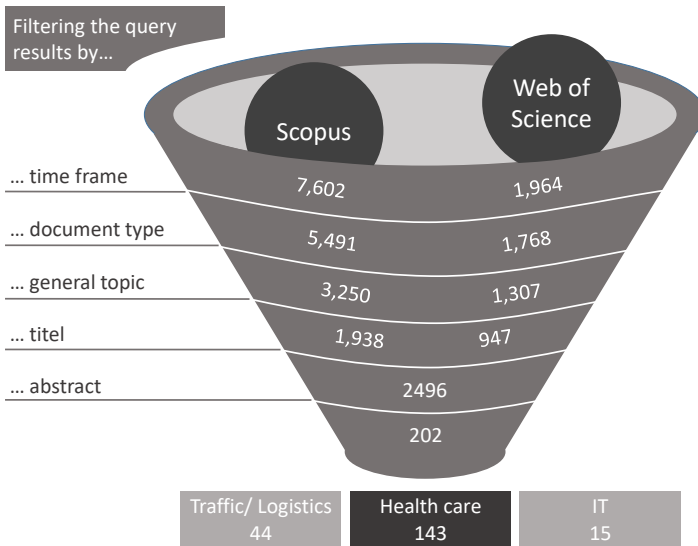 Filtering the query
results by…
Scopus
Web of
Science
… time frame
7,602
1,964
… document type
5,491
1,768
… general topic
3,250
1,307
… titel
1,938
947
… abstract
2496
202
Traffic/ Logistics
44
Health care
143
IT
15